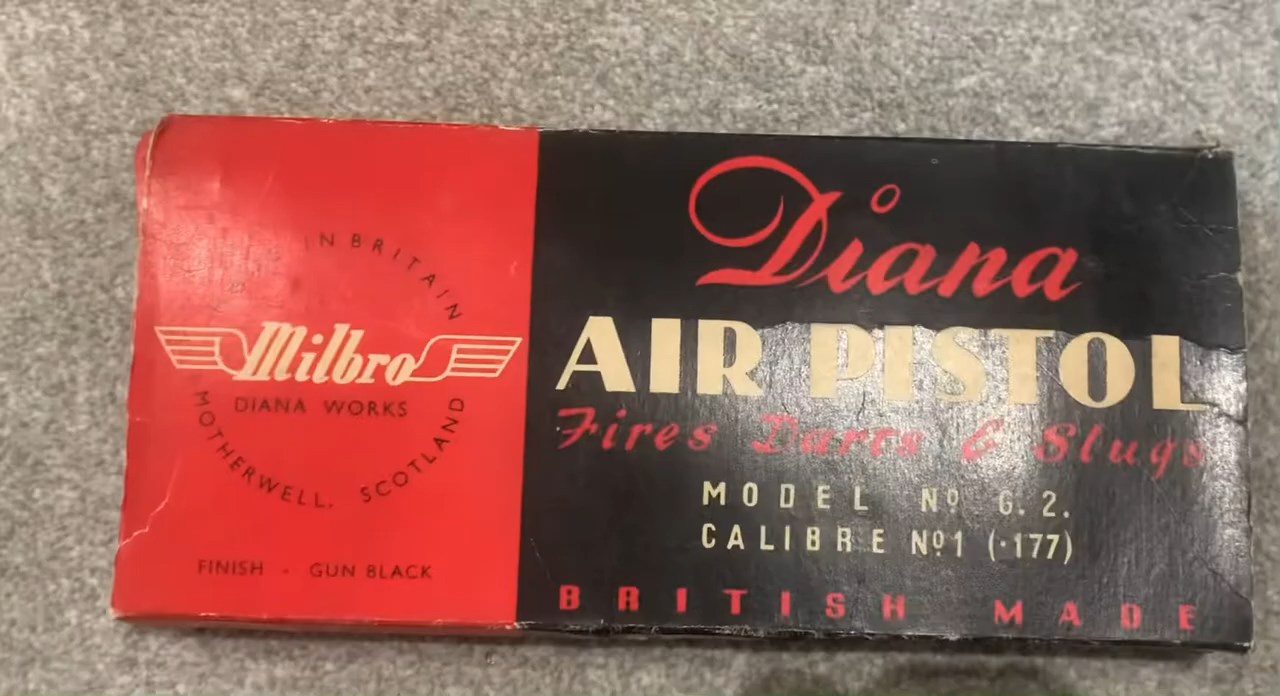 IN BRITAIN
Milbro
DIANA WORKS
MOTHERWELL. SCOTLAND
FINISH - GUN BLACK
Diana
AIR PISTOL
Fires Darts & Slugs
MODEL Nº G. 2.
CALIBRE Nº1 (·177)
BRITISH MADE